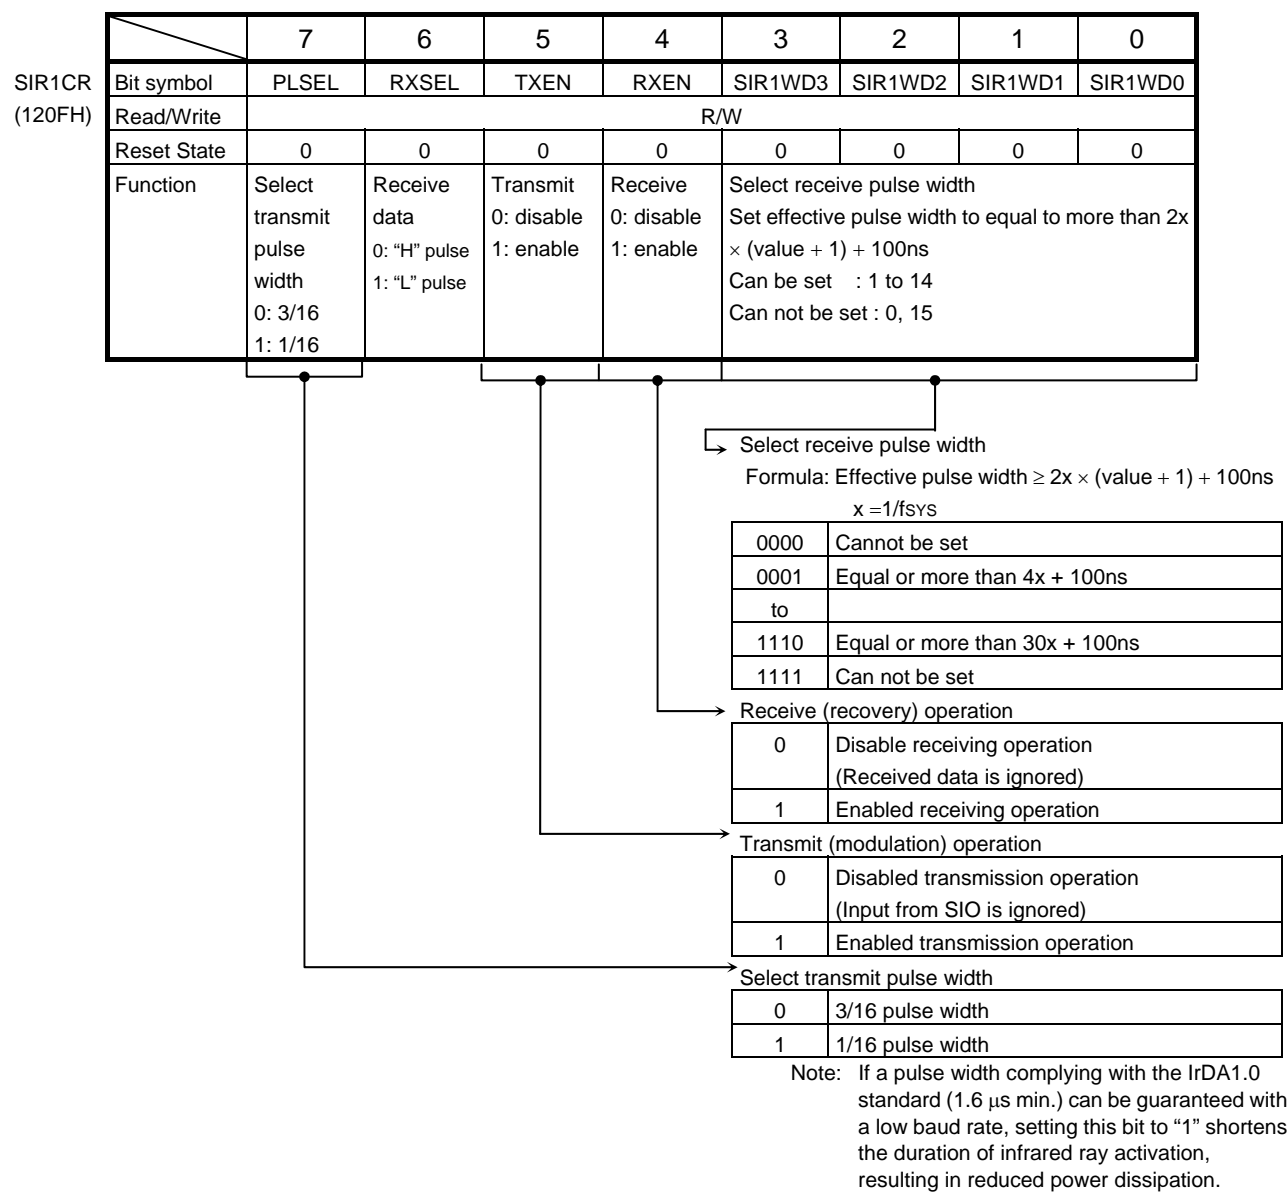 7 6 5 4 3 2 1 0
SIR1CR Bit symbol PLSEL RXSEL TXEN RXEN SIR1WD3 SIR1WD2 SIR1WD1 SIR1WD0
(120FH) Read/Write R/W
Reset State 0 0 0 0 0 0 0 0
Function Select Receive Transmit Receive Select receive pulse width
transmit data 0: disable 0: disable Set effective pulse width to equal to more than 2x
pulse 0: “H” pulse 1: enable 1: enable × (value + 1) + 100ns
width 1: “L” pulse Can be set : 1 to 14
0: 3/16 Can not be set : 0, 15
1: 1/16
Select receive pulse width
Formula: Effective pulse width ≥ 2x × (value + 1) + 100ns
x =1/fSYS
0000 Cannot be set
0001 Equal or more than 4x + 100ns
to
1110 Equal or more than 30x + 100ns
1111 Can not be set
Receive (recovery) operation
0 Disable receiving operation
(Received data is ignored)
1 Enabled receiving operation
Transmit (modulation) operation
0 Disabled transmission operation
(Input from SIO is ignored)
1 Enabled transmission operation
Select transmit pulse width
0 3/16 pulse width
1 1/16 pulse width
Note: If a pulse width complying with the IrDA1.0
standard (1.6 μs min.) can be guaranteed with
a low baud rate, setting this bit to “1” shortens
the duration of infrared ray activation,
resulting in reduced power dissipation.